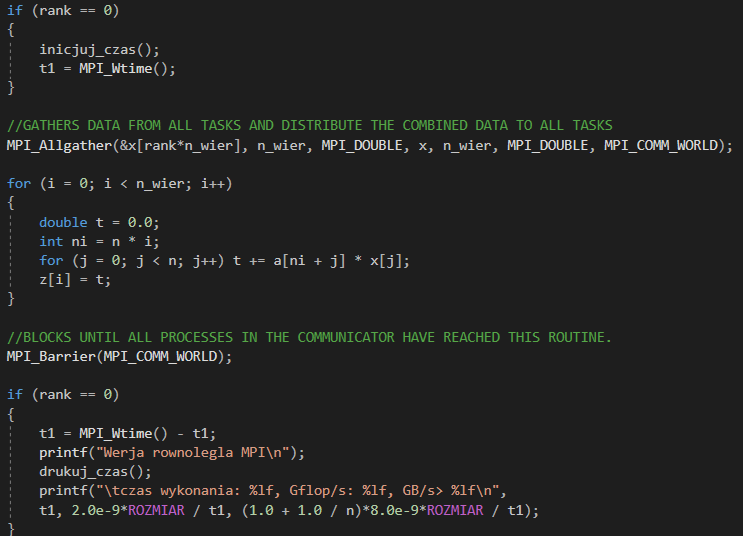 if (rank == 0)
{
    inicjuj_czas();
    t1 = MPI_Wtime();
}

//GATHERS DATA FROM ALL TASKS AND DISTRIBUTE THE COMBINED DATA TO ALL TASKS
MPI_Allgather(&x[rank*n_wier], n_wier, MPI_DOUBLE, x, n_wier, MPI_DOUBLE, MPI_COMM_WORLD);

for (i = 0; i < n_wier; i++)
{
    double t = 0.0;
    int ni = n * i;
    for (j = 0; j < n; j++) t += a[ni + j] * x[j];
    z[i] = t;
}

//BLOCKS UNTIL ALL PROCESSES IN THE COMMUNICATOR HAVE REACHED THIS ROUTINE.
MPI_Barrier(MPI_COMM_WORLD);

if (rank == 0)
{
    t1 = MPI_Wtime() - t1;
    printf("Werja rownolegla MPI\n");
    drukuj_czas();
    printf("\tczas wykonania: %lf, Gflop/s: %lf, GB/s> %lf\n",
    t1, 2.0e-9*ROZMIAR / t1, (1.0 + 1.0 / n)*8.0e-9*ROZMIAR / t1);
}